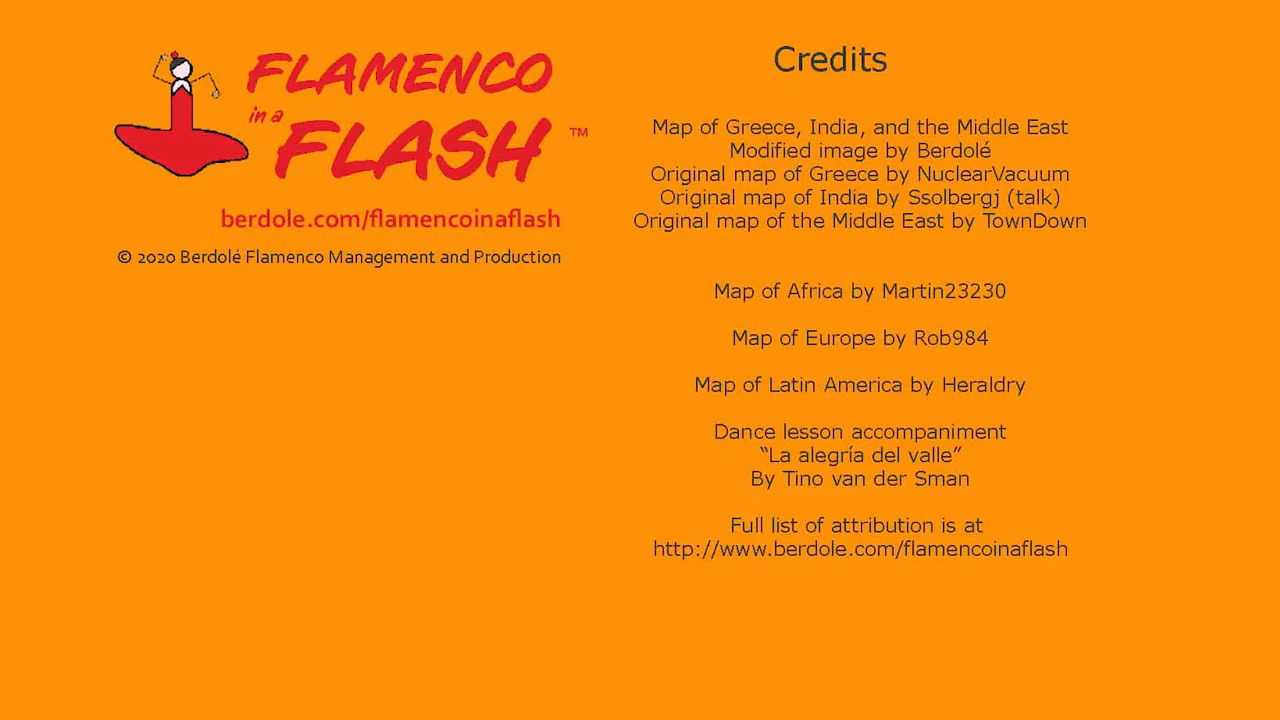 FLAMENCO
in a
FLASH ™
berdole.com/flamencoinaflash
© 2020 Berdolé Flamenco Management and Production
Credits
Map of Greece, India, and the Middle East
Modified image by Berdolé
Original map of Greece by NuclearVacuum
Original map of India by Ssolbergj (talk)
Original map of the Middle East by TownDown
Map of Africa by Martin23230
Map of Europe by Rob984
Map of Latin America by Heraldry
Dance lesson accompaniment
“La alegría del valle”
By Tino van der Sman
Full list of attribution is at
http://www.berdole.com/flamencoinaflash